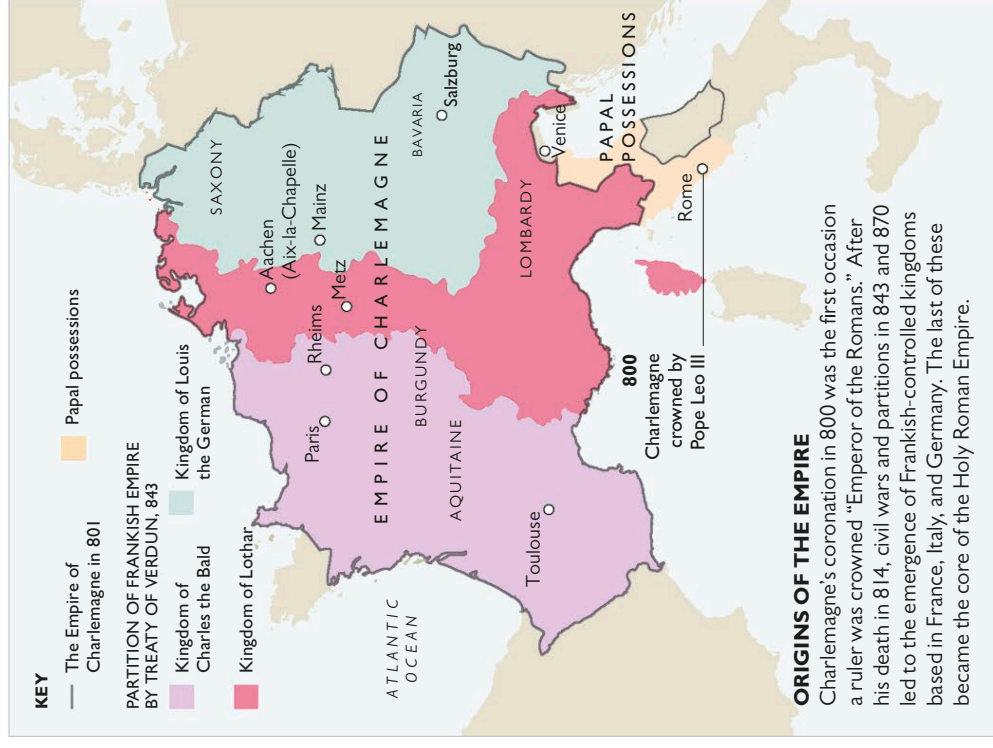 KEY
The Empire of
Charlemagne in 801
Papal possessions
PARTITION OF FRANKISH EMPIRE
BY TREATY OF VERDUN, 843
Kingdom of
Charles the Bald
Kingdom of Louis
the German
Kingdom of Lothar
ATLANTIC
OCEAN
SAXONY
Aachen
(Aix-la-Chapelle)
Mainz
Metz
Rheims
Paris
EMPIRE OF CHARLEMAGNE
BAVARIA
Salzburg
BURGUNDY
AQUITAINE
Toulouse
LOMBARDY
Venice
PAPAL
POSSESSIONS
Rome
800
Charlemagne
crowned by
Pope Leo III
ORIGINS OF THE EMPIRE
Charlemagne’s coronation in 800 was the first occasion
a ruler was crowned “Emperor of the Romans.” After
his death in 814, civil wars and partitions in 843 and 870
led to the emergence of Frankish-controlled kingdoms
based in France, Italy, and Germany. The last of these
became the core of the Holy Roman Empire.